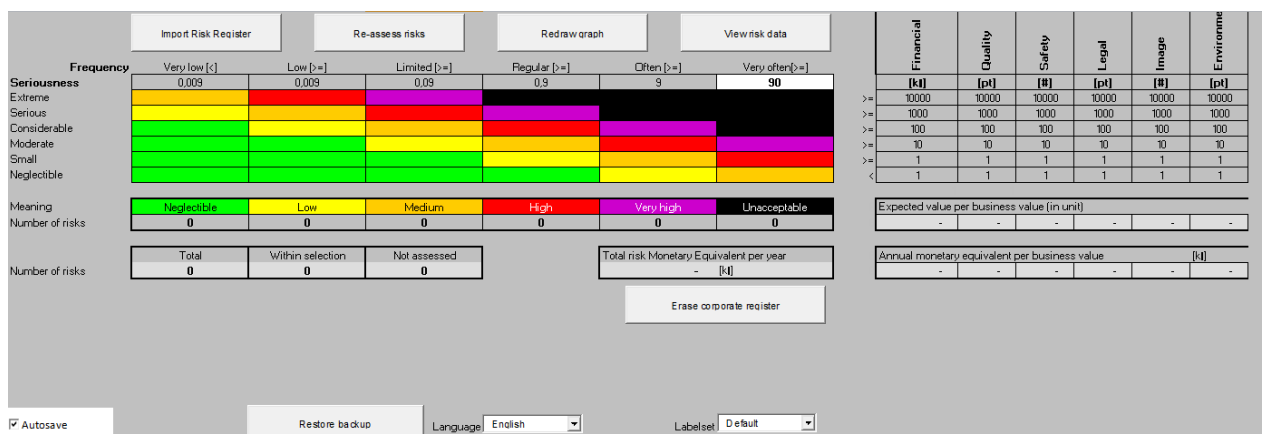 Import Risk Register Re-assess risks Redraw graph View risk data
Financial Quality Safety Legal Image Environme
Frequency Very low [<] Low [>=] Limited [>=] Regular [>=] Often [>=] Very often[>=]
Seriousness 0,009 0,009 0,09 0,9 9 90 [k|] [pt] [#] [pt] [#] [pt]
Extreme >= 10000 10000 10000 10000 10000 10000
Serious >= 1000 1000 1000 1000 1000 1000
Considerable >= 100 100 100 100 100 100
Moderate >= 10 10 10 10 10 10
Small >= 1 1 1 1 1 1
Neglectible < 1 1 1 1 1 1
Meaning Neglectible Low Medium High Very high Unacceptable Expected value per business value (in unit)
Number of risks 0 0 0 0 0 0 - - - - - -
Total Within selection Not assessed Total risk Monetary Equivalent per year Annual monetary equivalent per business value [k|]
Number of risks 0 0 0 - [k|] - - - - - -
Erase corporate register
Autosave Restore backup Language English Labelset Default